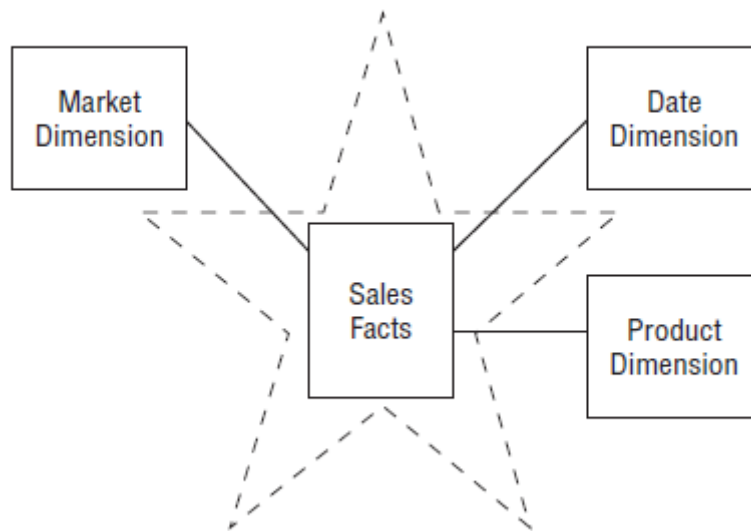 Market
Dimension
Date
Dimension
Sales
Facts
Product
Dimension